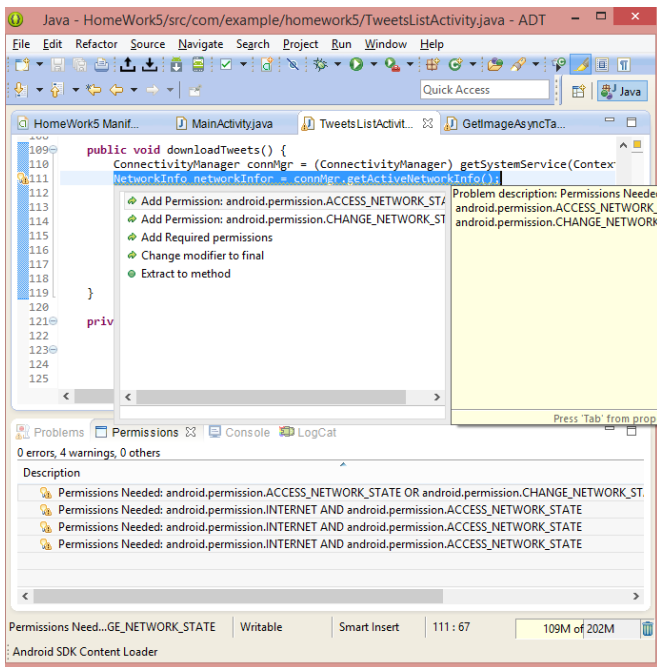 Java - HomeWork5/src/com/example/homework5/TweetsListActivity.java - ADT
File Edit Refactor Source Navigate Search Project Run Window Help
Quick Access
Java
HomeWork5 Manif... MainActivity.java TweetsListActivit... GetImageAsyncTa...
109 public void downloadTweets() {
110 ConnectivityManager connMgr = (ConnectivityManager) getSystemService(Contex
111 NetworkInfo networkInfor = connMgr.getActiveNetworkInfo();
112
113
114
115
116
117
118
119 }
120
121 priv
122
123
124
125
Add Permission: android.permission.ACCESS_NETWORK_STA
Add Permission: android.permission.CHANGE_NETWORK_ST
Add Required permissions
Change modifier to final
Extract to method
Problem description: Permissions Neede
android.permission.ACCESS_NETWORK_
android.permission.CHANGE_NETWORK
Press 'Tab' from prop
Problems Permissions Console LogCat
0 errors, 4 warnings, 0 others
Description
Permissions Needed: android.permission.ACCESS_NETWORK_STATE OR android.permission.CHANGE_NETWORK_ST.
Permissions Needed: android.permission.INTERNET AND android.permission.ACCESS_NETWORK_STATE
Permissions Needed: android.permission.INTERNET AND android.permission.ACCESS_NETWORK_STATE
Permissions Needed: android.permission.INTERNET AND android.permission.ACCESS_NETWORK_STATE
Permissions Need...GE_NETWORK_STATE Writable Smart Insert 111 : 67 109M of 202M
Android SDK Content Loader